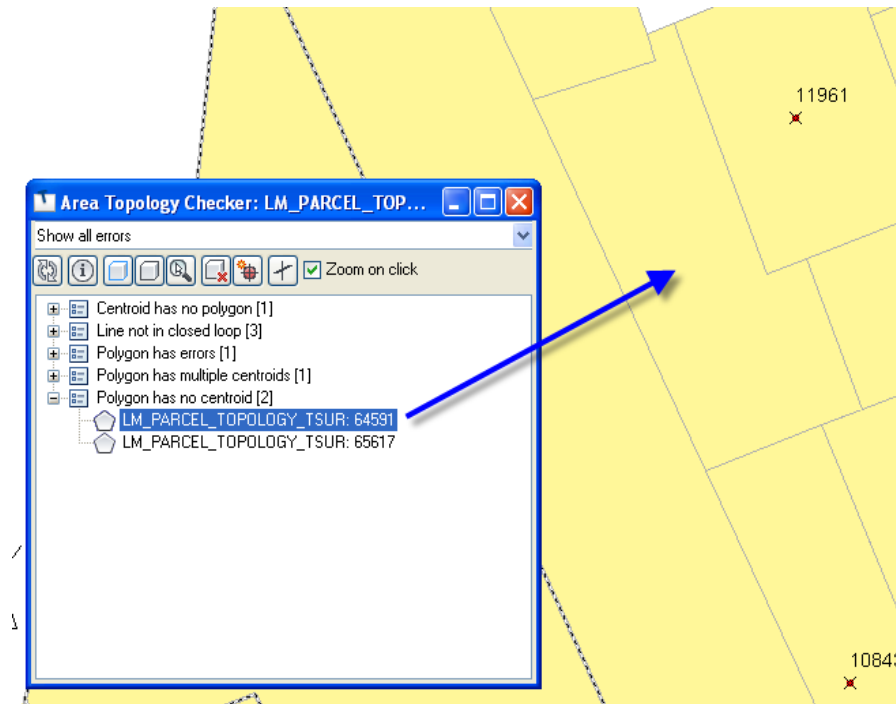 11961
Area Topology Checker: LM_PARCEL_TOP...
Show all errors
Zoom on click
Centroid has no polygon [1]
Line not in closed loop [3]
Polygon has errors [1]
Polygon has multiple centroids [1]
Polygon has no centroid [2]
LM_PARCEL_TOPOLOGY_TSUR: 64591
LM_PARCEL_TOPOLOGY_TSUR: 65617